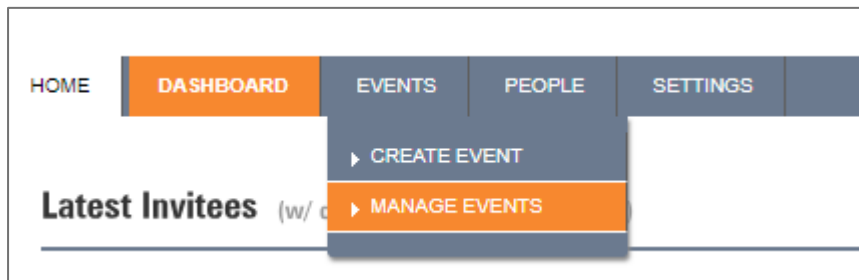 HOME DASHBOARD EVENTS PEOPLE SETTINGS
CREATE EVENT
MANAGE EVENTS
Latest Invitees (w/